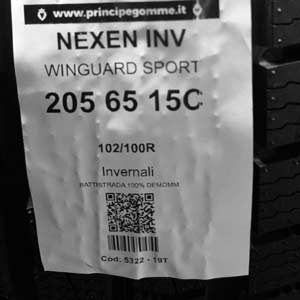 www.principegomme.it
NEXEN INV
WINGUARD SPORT
205 65 15C
102/100R
Invernali
BATTISTRADA 100% DEMOMM
Cod: 5322 - 19T